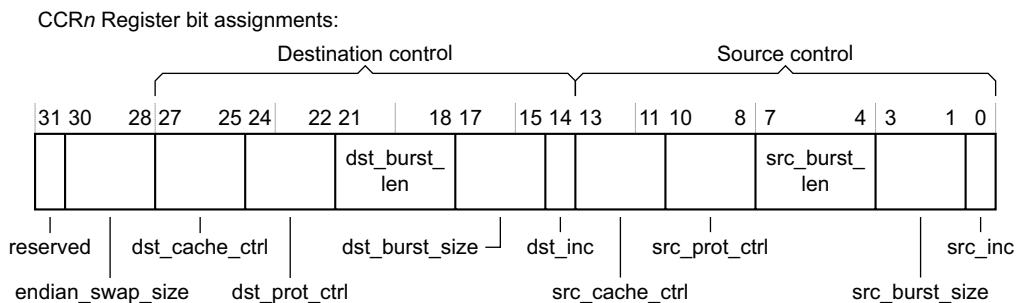 CCRn Register bit assignments:
Destination control Source control
31 30 28 27 25 24 22 21 18 17 15 14 13 11 10 8 7 4 3 1 0
dst_burst_ src_burst_
len len
reserved dst_cache_ctrl dst_burst_size dst_inc src_prot_ctrl src_inc
endian_swap_size dst_prot_ctrl src_cache_ctrl src_burst_size